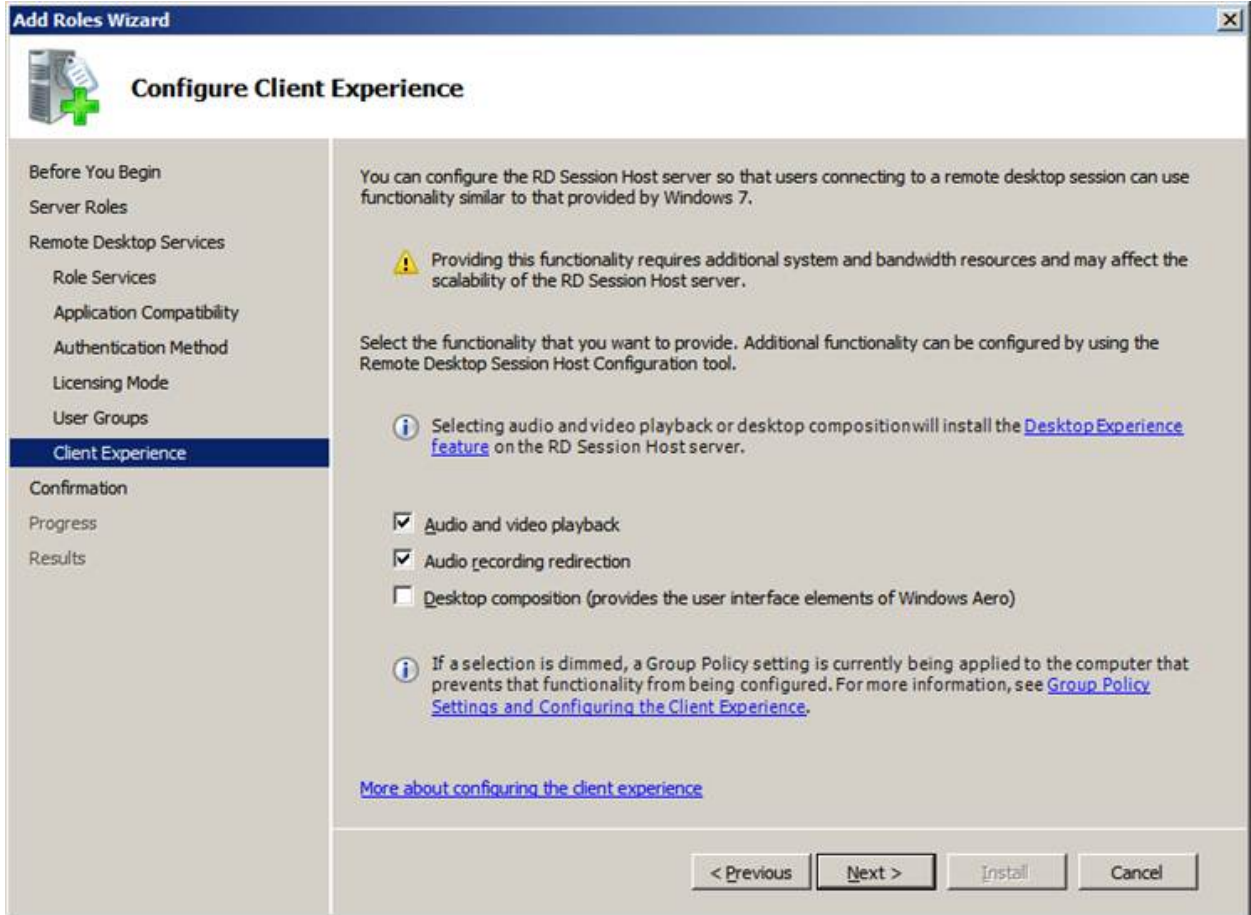 Add Roles Wizard
Configure Client Experience
Before You Begin
Server Roles
Remote Desktop Services
Role Services
Application Compatibility
Authentication Method
Licensing Mode
User Groups
Client Experience
Confirmation
Progress
Results
You can configure the RD Session Host server so that users connecting to a remote desktop session can use
functionality similar to that provided by Windows 7.
Providing this functionality requires additional system and bandwidth resources and may affect the
scalability of the RD Session Host server.
Select the functionality that you want to provide. Additional functionality can be configured by using the
Remote Desktop Session Host Configuration tool.
Selecting audio and video playback or desktop composition will install the Desktop Experience
feature on the RD Session Host server.
Audio and video playback
Audio recording redirection
Desktop composition (provides the user interface elements of Windows Aero)
If a selection is dimmed, a Group Policy setting is currently being applied to the computer that
prevents that functionality from being configured. For more information, see Group Policy
Settings and Configuring the Client Experience.
More about configuring the client experience
< Previous
Next >
Install
Cancel